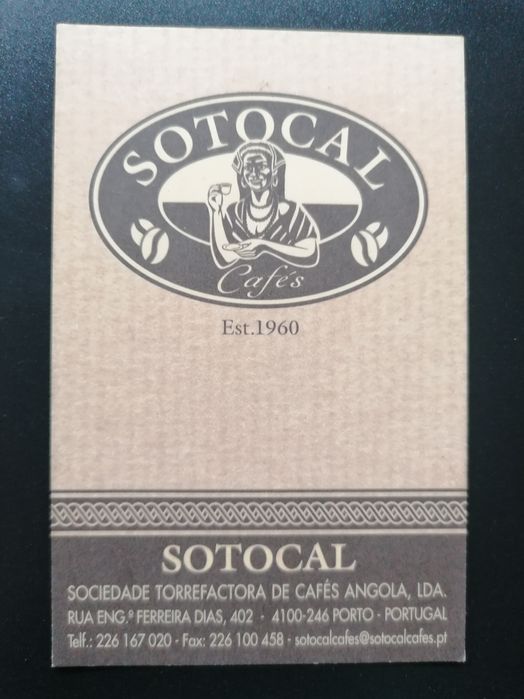 SOTOCAL
Cafés
Est.1960
SOTOCAL
SOCIEDADE TORREFACTORA DE CAFÉS ANGOLA, LDA.
RUA ENG.º FERREIRA DIAS, 402 - 4100-246 PORTO - PORTUGAL
Telf.: 226 167 020 - Fax: 226 100 458 - sotocalcafes@sotocalcafes.pt